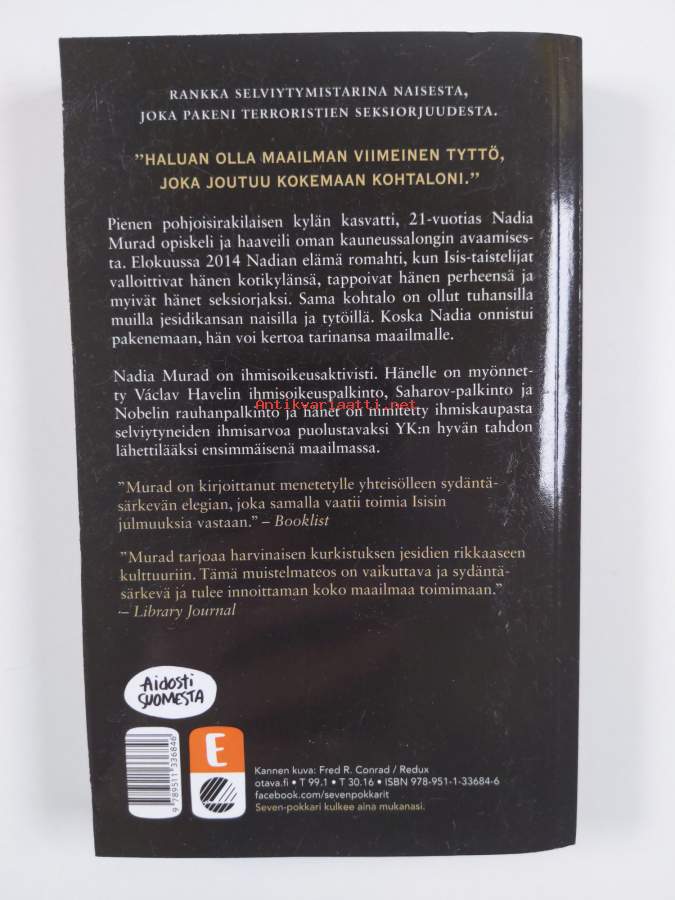 RANKKA SELVIYTYMISTARINA NAISESTA,
JOKA PAKENI TERRORISTIEN SEKSIORJUUDESTA.
”HALUAN OLLA MAAILMAN VIIMEINEN TYTTÖ,
JOKA JOUTUU KOKEMAAN KOHTALONI.”
Pienen pohjoisirakilaisen kylän kasvatti, 21-vuotias Nadia
Murad opiskeli ja haaveili oman kauneussalongin avaamises-
ta. Elokuussa 2014 Nadian elämä romahti, kun Isis-taistelijat
valloittivat hänen kotikylänsä, tappoivat hänen perheensä ja
myivät hänet seksiorjaksi. Sama kohtalo on ollut tuhansilla
muilla jesidikansan naisilla ja tytöillä. Koska Nadia onnistui
pakenemaan, hän voi kertoa tarinansa maailmalle.
Nadia Murad on ihmisoikeusaktivisti. Hänelle on myönnet-
ty Václav Havelin ihmisoikeuspalkinto, Saharov-palkinto ja
Antikvariaatti.net
Nobelin rauhanpalkinto ja hänet on nimitetty ihmiskaupasta
selviytyneiden ihmisarvoa puolustavaksi YK:n hyvän tahdon
lähettilääksi ensimmäisenä maailmassa.
”Murad on kirjoittanut menetetylle yhteisölleen sydäntä-
särkevän elegian, joka samalla vaatii toimia Isisin
julmuuksia vastaan.” – Booklist
”Murad tarjoaa harvinaisen kurkistuksen jesidien rikkaaseen
kulttuuriin. Tämä muistelmateos on vaikuttava ja sydäntä-
särkevä ja tulee innoittaman koko maailmaa toimimaan.”
– Library Journal
Aidosti
SUOMESTA
E
9 789511 336846
Kannen kuva: Fred R. Conrad / Redux
otava.fi • T 99.1 • T 30.16 • ISBN 978-951-1-33684-6
facebook.com/sevenpokkarit
Seven-pokkari kulkee aina mukanasi.